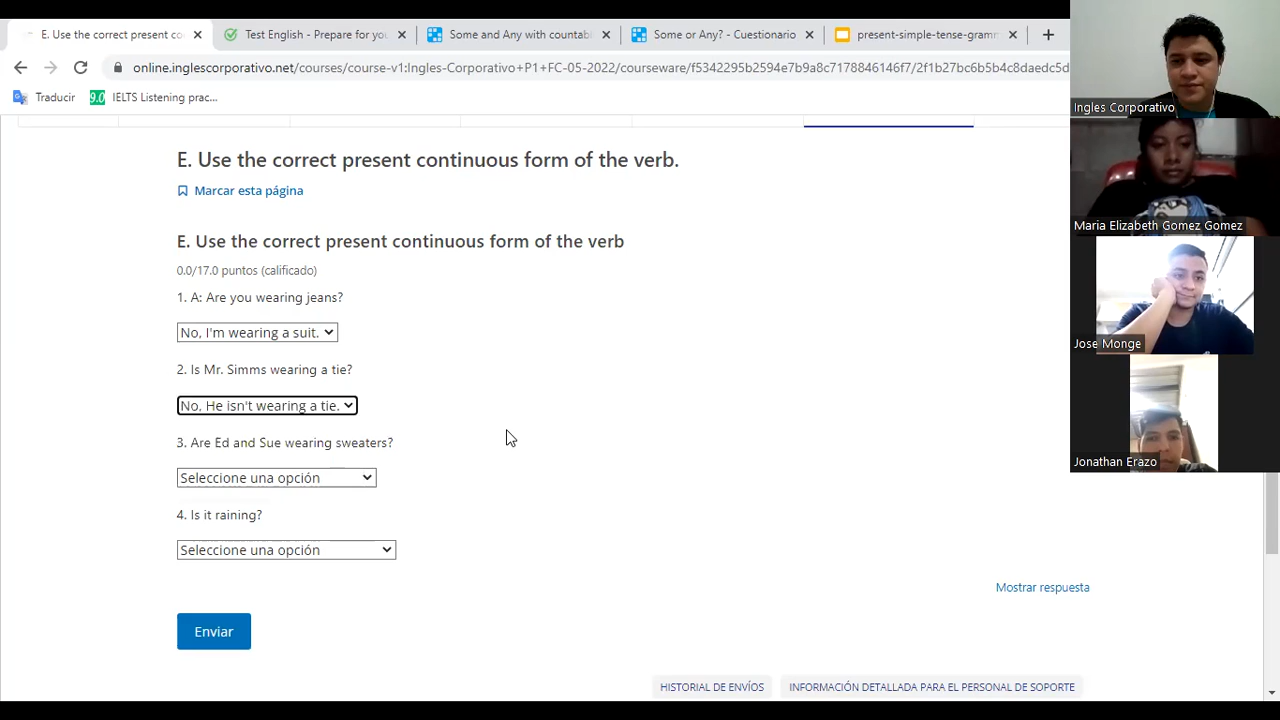 E. Use the correct present co
Test English - Prepare for you
Some and Any with countab
Some or Any? - Cuestionario
present-simple-tense-gramm
online.inglescorporativo.net/courses/course-v1:Ingles-Corporativo+P1+FC-05-2022/courseware/f5342295b2594e7b9a8c7178846146f7/2f1b27bc6b5b4c8daedc5d
Traducir
9.0 IELTS Listening prac...
Ingles Corporativo
E. Use the correct present continuous form of the verb.
Marcar esta página
Maria Elizabeth Gomez Gomez
E. Use the correct present continuous form of the verb
0.0/17.0 puntos (calificado)
1. A: Are you wearing jeans?
No, I'm wearing a suit.
Jose Monge
2. Is Mr. Simms wearing a tie?
No. He isn't wearing a tie.
3. Are Ed and Sue wearing sweaters?
Jonathan Erazo
Seleccione una opción
4. Is it raining?
Seleccione una opción
Mostrar respuesta
Enviar
HISTORIAL DE ENVÍOS
INFORMACIÓN DETALLADA PARA EL PERSONAL DE SOPORTE